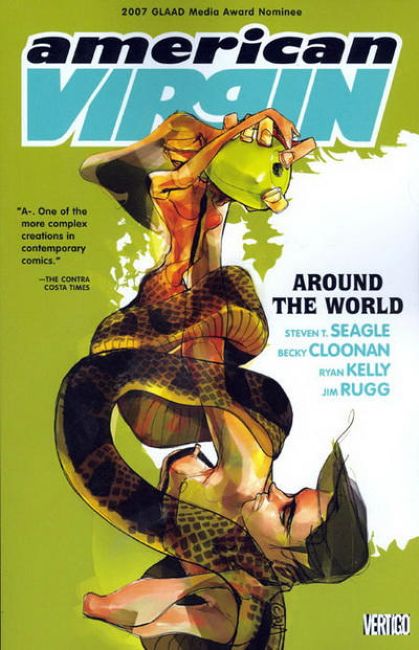 2007 GLAAD Media Award Nominee
american
VIRGIN
"A-. One of the
more complex
creations in
contemporary
comics."
—THE CONTRA
COSTA TIMES
AROUND
THE WORLD
STEVEN T. SEAGLE
BECKY CLOONAN
RYAN KELLY
JIM RUGG
VERTIGO